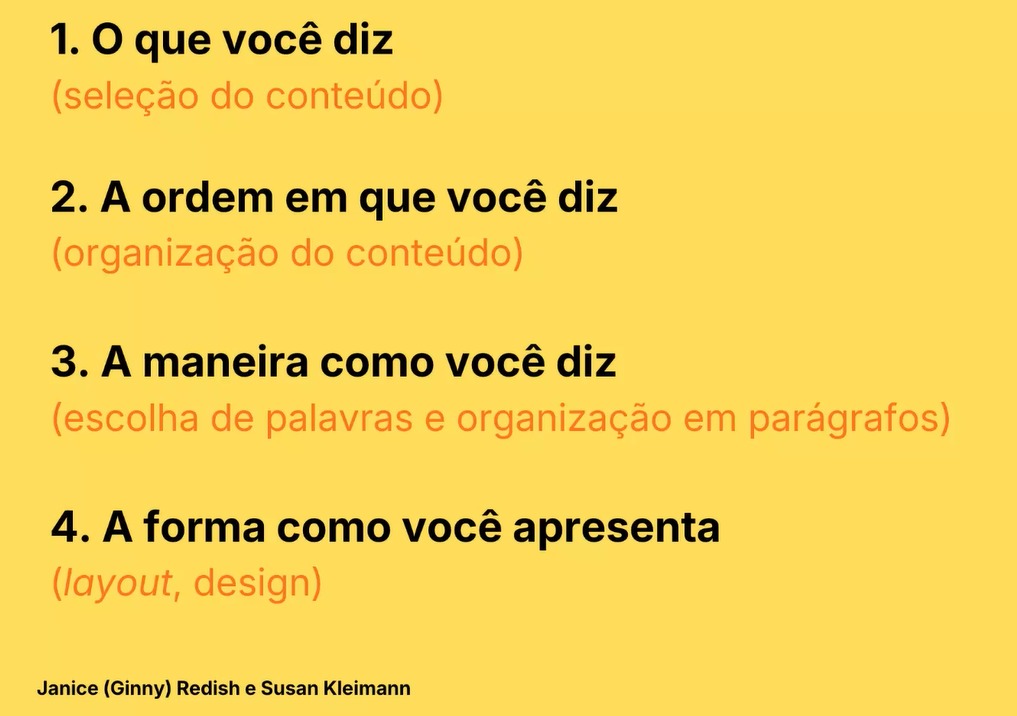 1. O que você diz
(seleção do conteúdo)
2. A ordem em que você diz
(organização do conteúdo)
3. A maneira como você diz
(escolha de palavras e organização em parágrafos)
4. A forma como você apresenta
(layout, design)
Janice (Ginny) Redish e Susan Kleimann